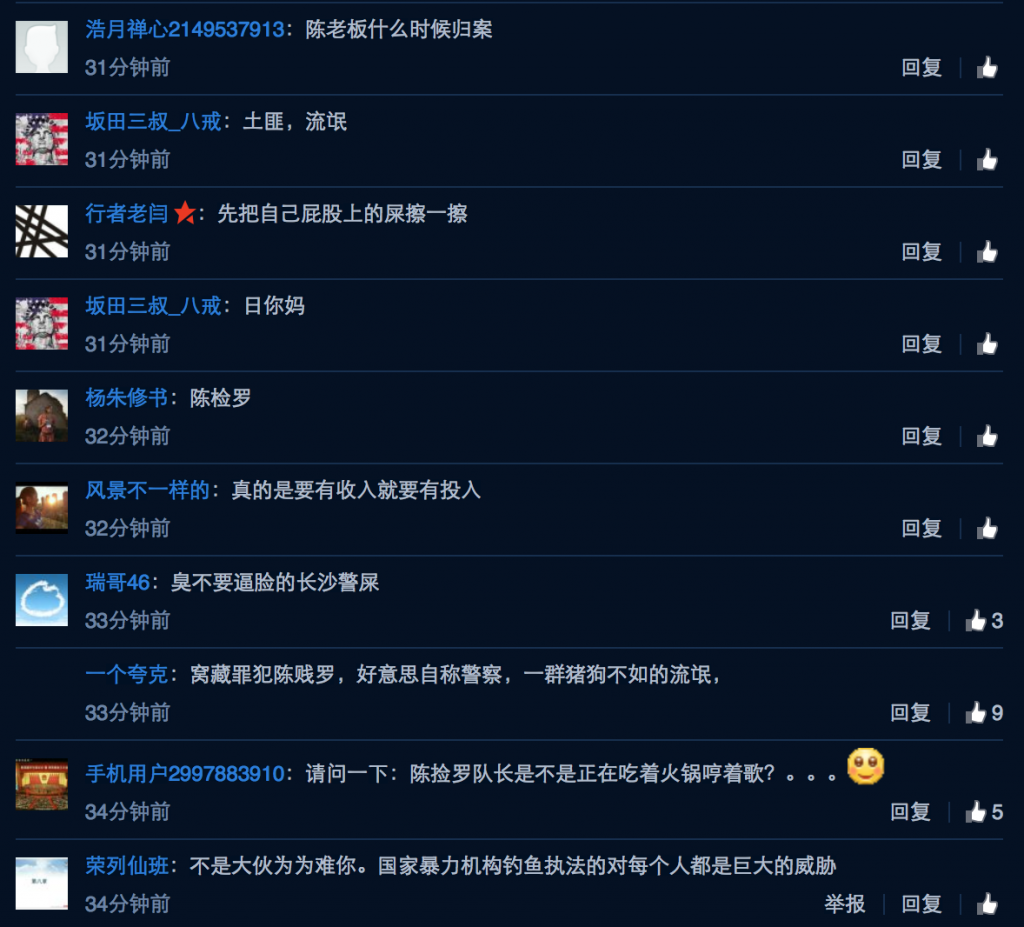 浩月禅心2149537913：陈老板什么时候归案
31分钟前 回复
坂田三叔_八戒：土匪，流氓
31分钟前 回复
行者老闫：先把自己屁股上的屎擦一擦
31分钟前 回复
坂田三叔_八戒：日你妈
31分钟前 回复
杨朱修书：陈检罗
32分钟前 回复
风景不一样的：真的是要有收入就要有投入
32分钟前 回复
瑞哥46：臭不要逼脸的长沙警屎
33分钟前 回复 3
一个夸克：窝藏罪犯陈贱罗，好意思自称警察，一群猪狗不如的流氓，
33分钟前 回复 9
手机用户2997883910：请问一下：陈捡罗队长是不是正在吃着火锅哼着歌？。。。
34分钟前 回复 5
荣列仙班：不是大伙为为难你。国家暴力机构钓鱼执法的对每个人都是巨大的威胁
34分钟前 举报 回复